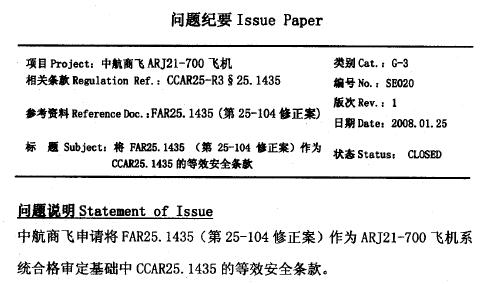 问题纪要 Issue Paper
项目 Project: 中航商飞 ARJ21-700 飞机
类别 Cat.: G-3
相关条款 Regulation Ref.: CCAR25-R3 § 25.1435
编号 No.: SE020
版次 Rev.: 1
参考资料 Reference Doc.: FAR25.1435 (第 25-104 修正案)
日期 Date: 2008.01.25
标 题 Subject: 将 FAR25.1435 (第 25-104 修正案) 作为
CCAR25.1435 的等效安全条款
状态 Status: CLOSED
问题说明 Statement of Issue
中航商飞申请将 FAR25.1435（第 25-104 修正案）作为 ARJ21-700 飞机系
统合格审定基础中 CCAR25.1435 的等效安全条款。